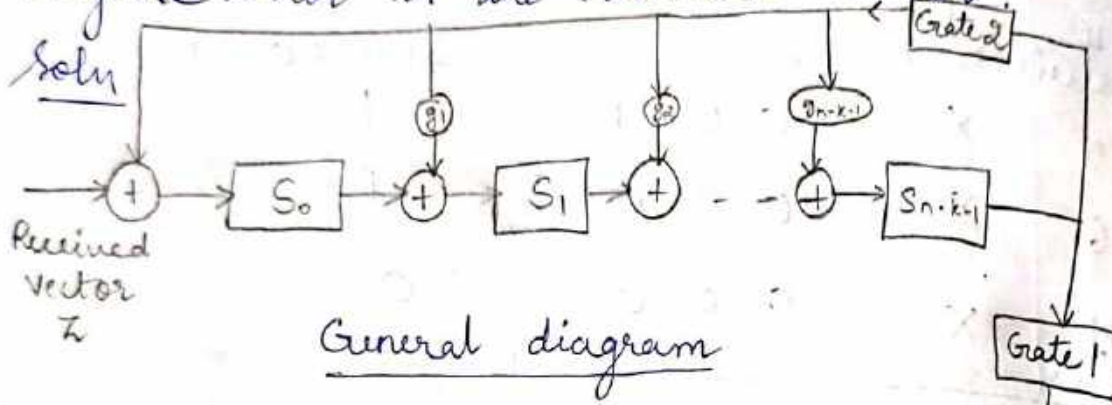 Soln
Gate 2
g1
g2
gn-k-1
+ S0 + S1 + - - + Sn-k-1
Received
vector
Z
General diagram
Gate 1